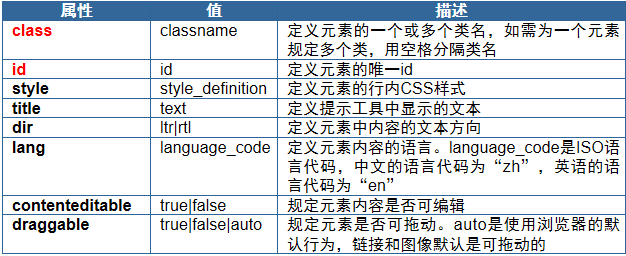 属性 值 描述
class classname 定义元素的一个或多个类名，如需为一个元素
规定多个类，用空格分隔类名
id id 定义元素的唯一id
style style_definition 定义元素的行内CSS样式
title text 定义提示工具中显示的文本
dir ltr|rtl 定义元素中内容的文本方向
lang language_code 定义元素内容的语言。language_code是ISO语
言代码，中文的语言代码为“zh”，英语的语
言代码为“en”
contenteditable true|false 规定元素内容是否可编辑
draggable true|false|auto 规定元素是否可拖动。auto是使用浏览器的默
认行为，链接和图像默认是可拖动的